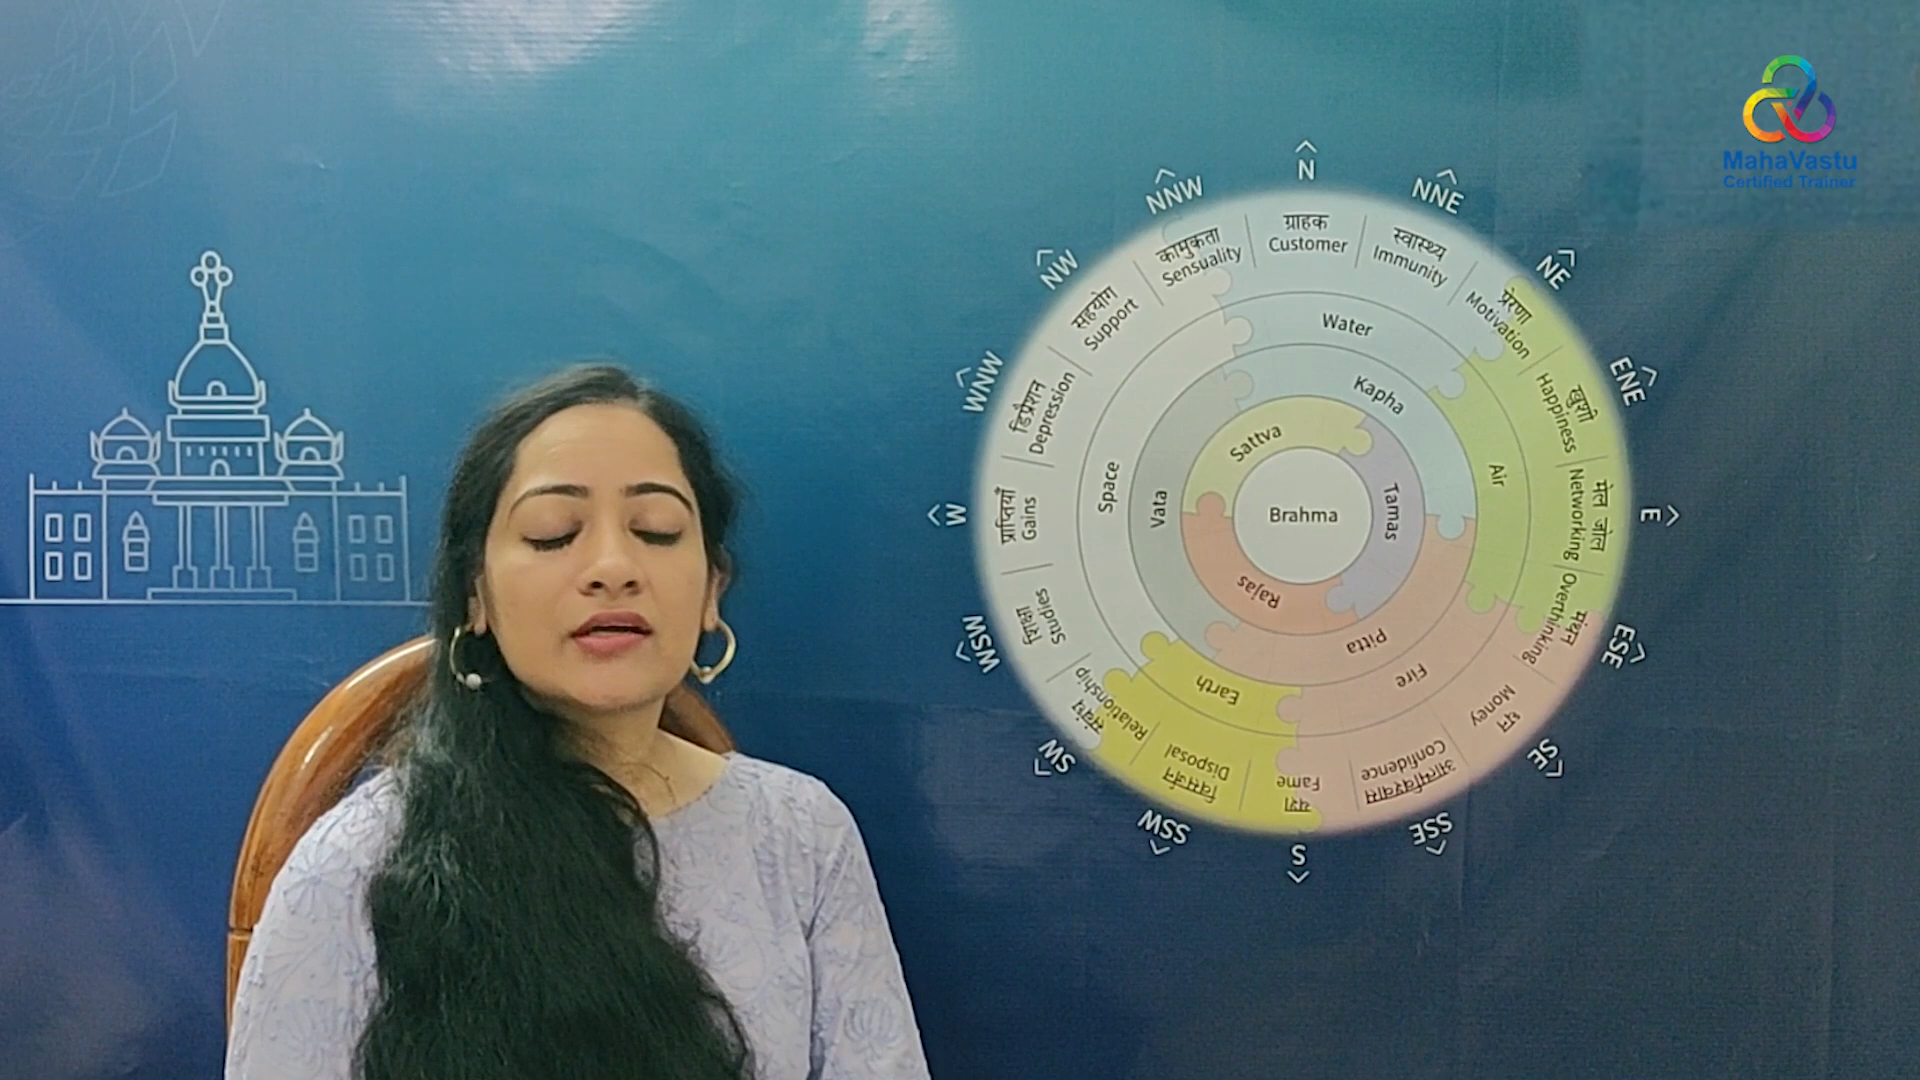 MahaVastu
Certified Trainer
N
NNE
NE
ENE
E
ESE
SE
SSE
S
SSW
SW
WSW
W
WNW
NW
NNW
ग्राहक
Customer
स्वास्थ्य
Immunity
प्रेरणा
Motivation
खुशी
Happiness
मेल जोल
Networking
मंथन
Overthinking
धन
Money
आत्मविश्वास
Confidence
यश
Fame
विसर्जन
Disposal
संबंध
Relationship
शिक्षा
Studies
प्राप्तियाँ
Gains
डिप्रेशन
Depression
सहयोग
Support
कामुकता
Sensuality
Water
Air
Fire
Earth
Space
Kapha
Pitta
Vata
Sattva
Tamas
Rajas
Brahma